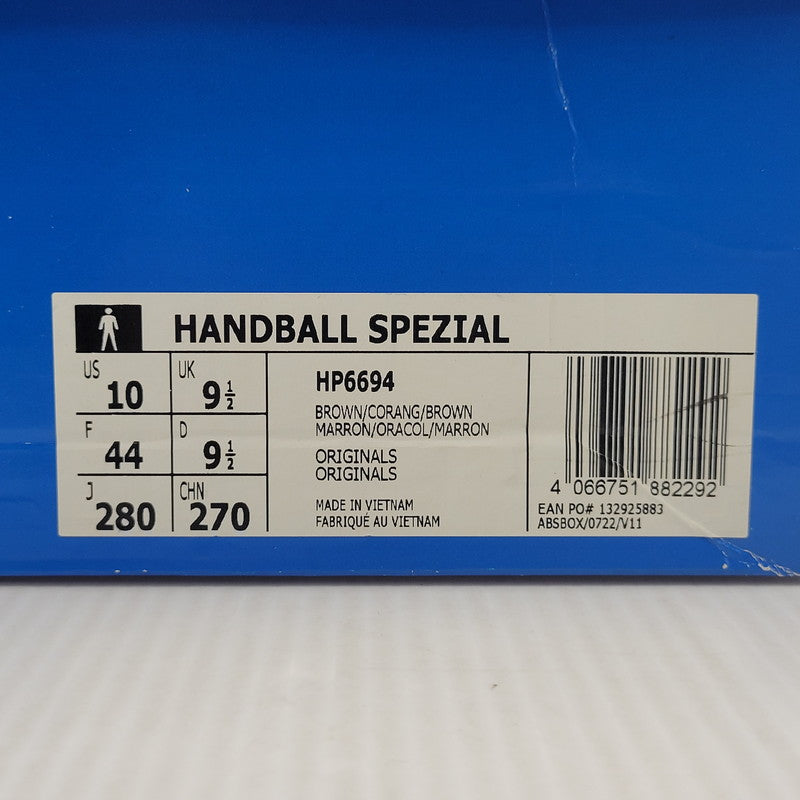 HANDBALL SPEZIAL
US 10 UK 9 1/2
F 44 D 9 1/2
J 280 CHN 270
HP6694
BROWN/CORANG/BROWN
MARRON/ORACOL/MARRON
ORIGINALS
ORIGINALS
MADE IN VIETNAM
FABRIQUÉ AU VIETNAM
4 066751 882292
EAN PO# 132925883
ABSBOX/0722/V11